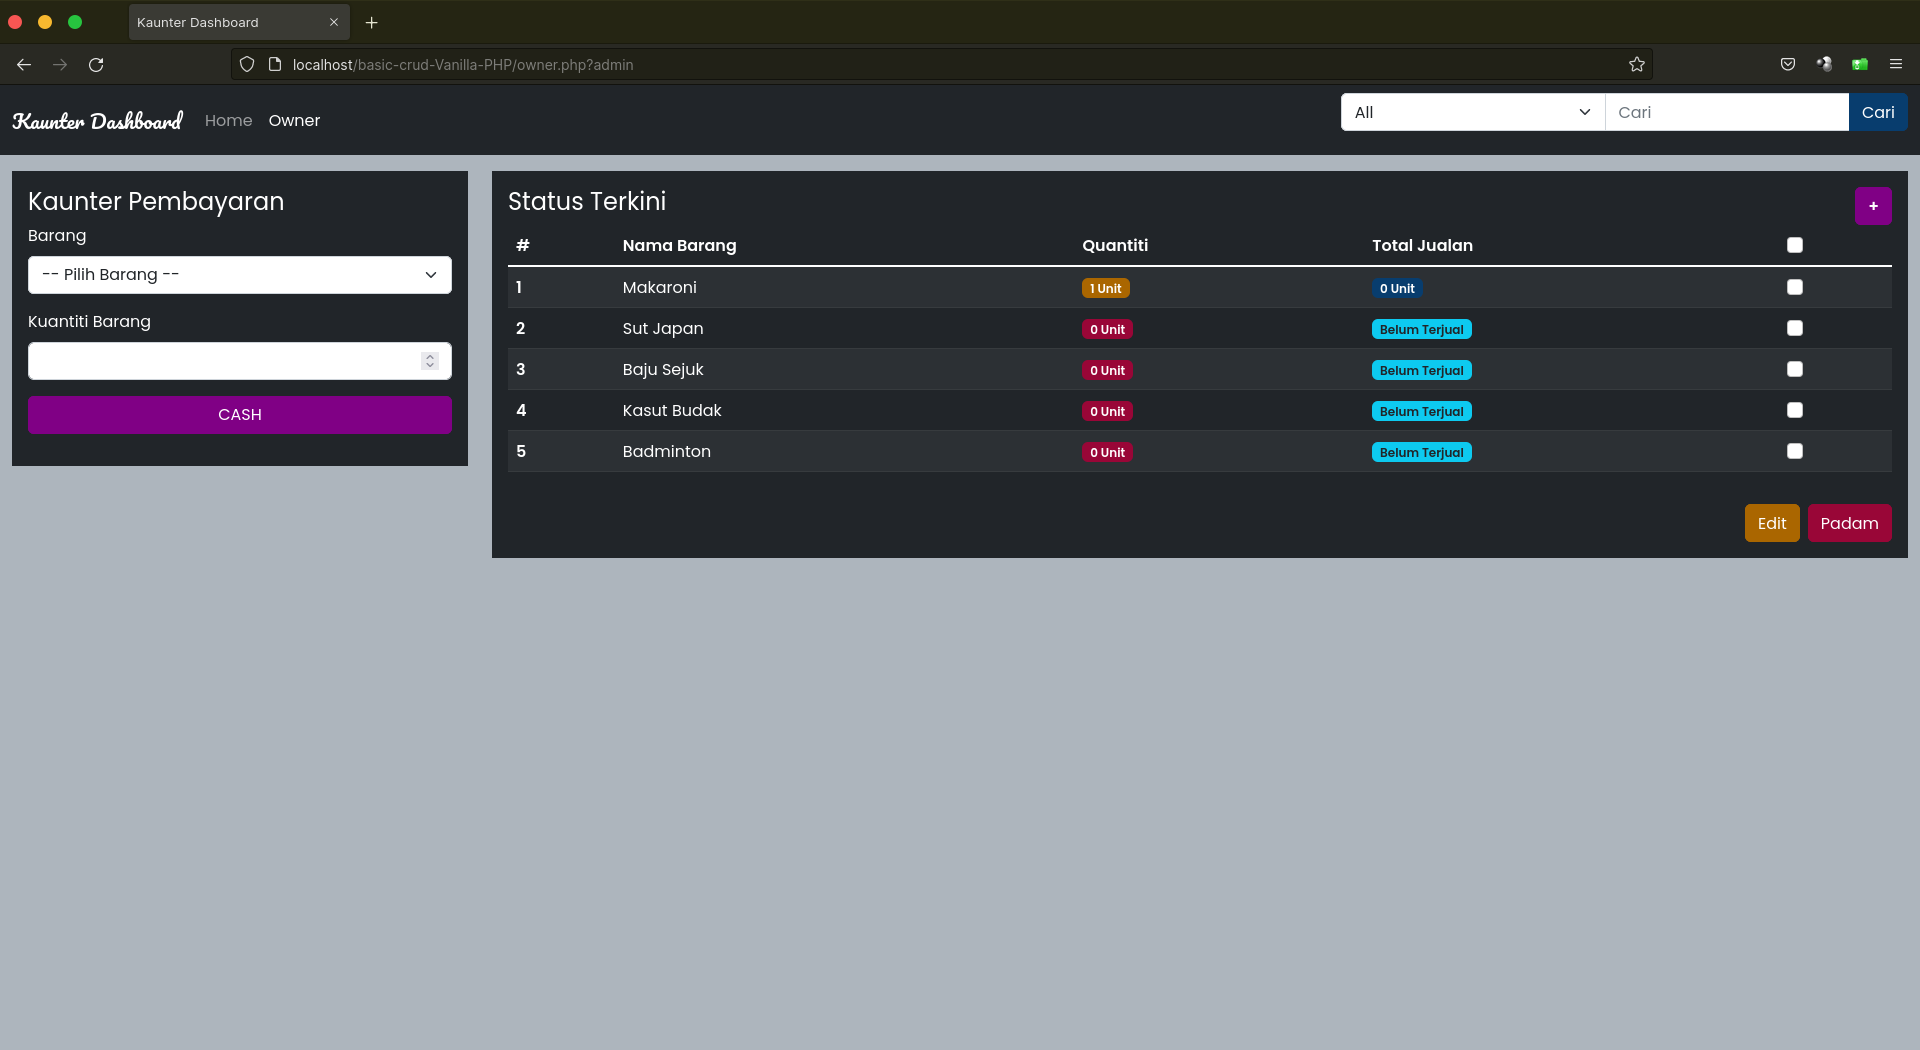 Kaunter Dashboard
localhost/basic-crud-Vanilla-PHP/owner.php?admin
Kaunter Dashboard Home Owner All Cari Cari
Kaunter Pembayaran
Barang
-- Pilih Barang --
Kuantiti Barang
CASH
Status Terkini +
# Nama Barang Quantiti Total Jualan
1 Makaroni 1 Unit 0 Unit
2 Sut Japan 0 Unit Belum Terjual
3 Baju Sejuk 0 Unit Belum Terjual
4 Kasut Budak 0 Unit Belum Terjual
5 Badminton 0 Unit Belum Terjual
Edit Padam